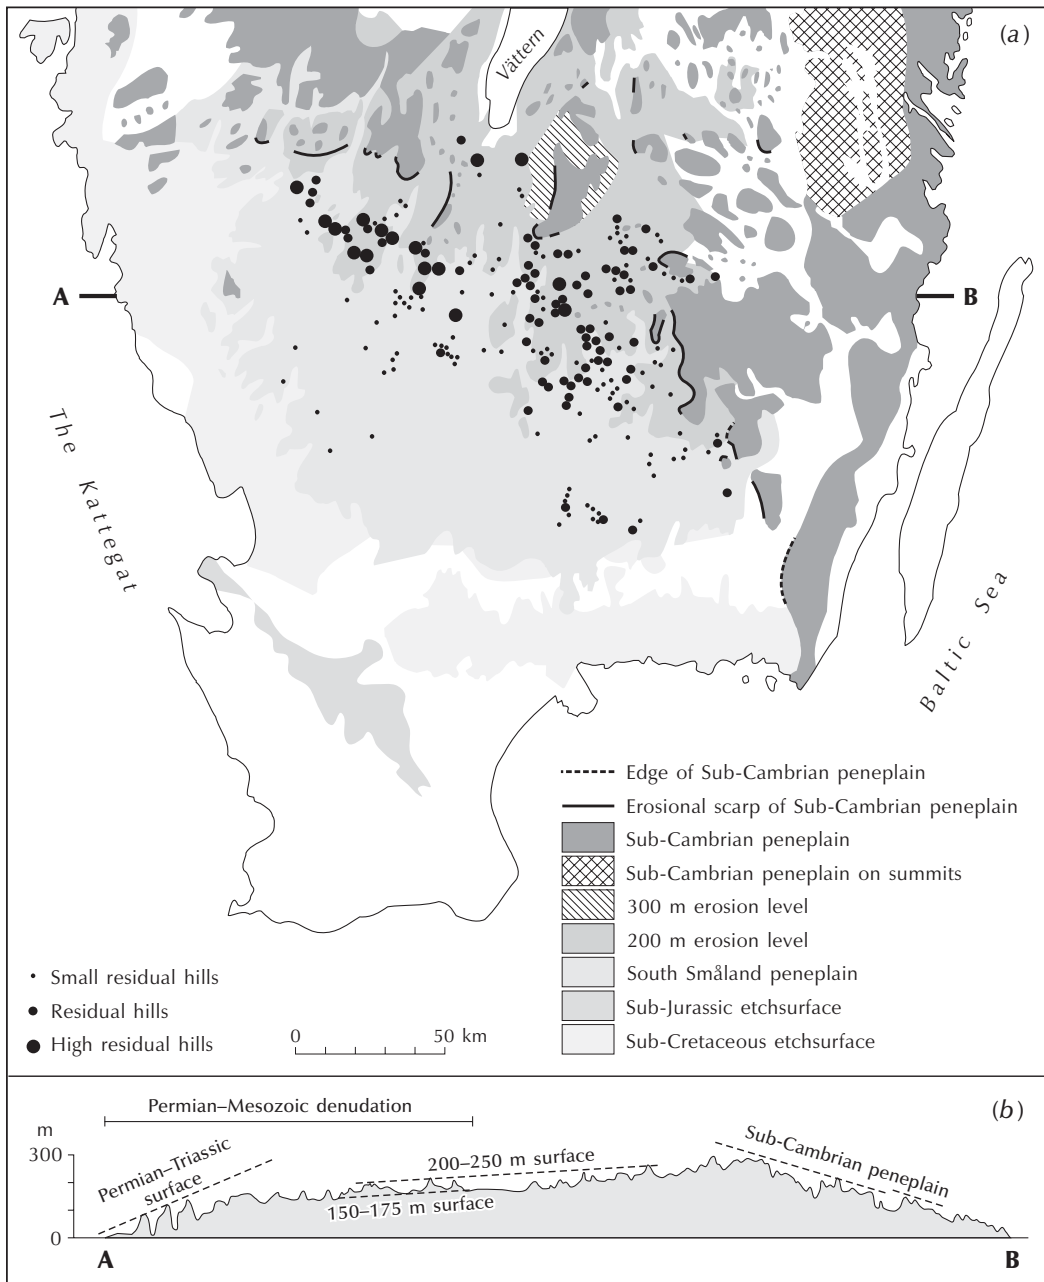 (a)
Vättern
A
B
The Kattegat
Baltic Sea
Edge of Sub-Cambrian peneplain
Erosional scarp of Sub-Cambrian peneplain
Sub-Cambrian peneplain
Sub-Cambrian peneplain on summits
300 m erosion level
200 m erosion level
South Småland peneplain
Sub-Jurassic etchsurface
Sub-Cretaceous etchsurface
Small residual hills
Residual hills
High residual hills
0 50 km
(b)
Permian–Mesozoic denudation
m
300
0
Permian–Triassic
surface
200–250 m surface
150–175 m surface
Sub-Cambrian peneplain
A
B